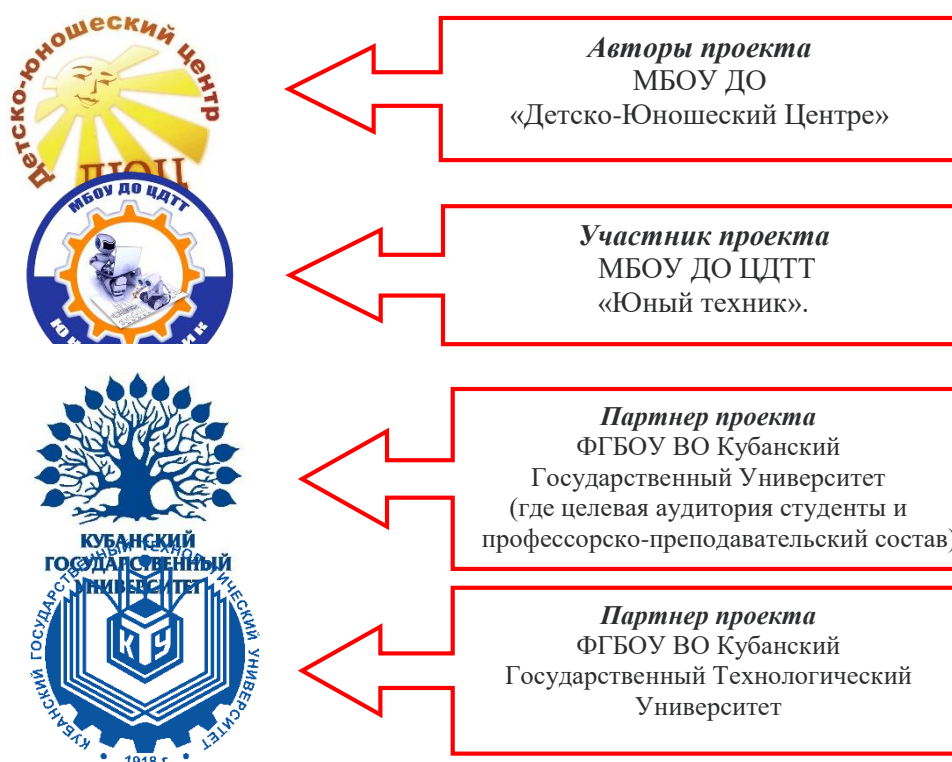 Детско-юношеский центр
ДЮЦ
Авторы проекта
МБОУ ДО
«Детско-Юношеский Центре»
МБОУ ДО ЦДТТ
Участник проекта
МБОУ ДО ЦДТТ
«Юный техник».
КУБАНСКИЙ
ГОСУДАРСТВЕННЫЙ
УНИВЕРСИТЕТ
Партнер проекта
ФГБОУ ВО Кубанский
Государственный Университет
(где целевая аудитория студенты и
профессорско-преподавательский состав)
КУБАНСКИЙ ГОСУДАРСТВЕННЫЙ ТЕХНОЛОГИЧЕСКИЙ УНИВЕРСИТЕТ
КТУ
1918 г.
Партнер проекта
ФГБОУ ВО Кубанский
Государственный Технологический
Университет